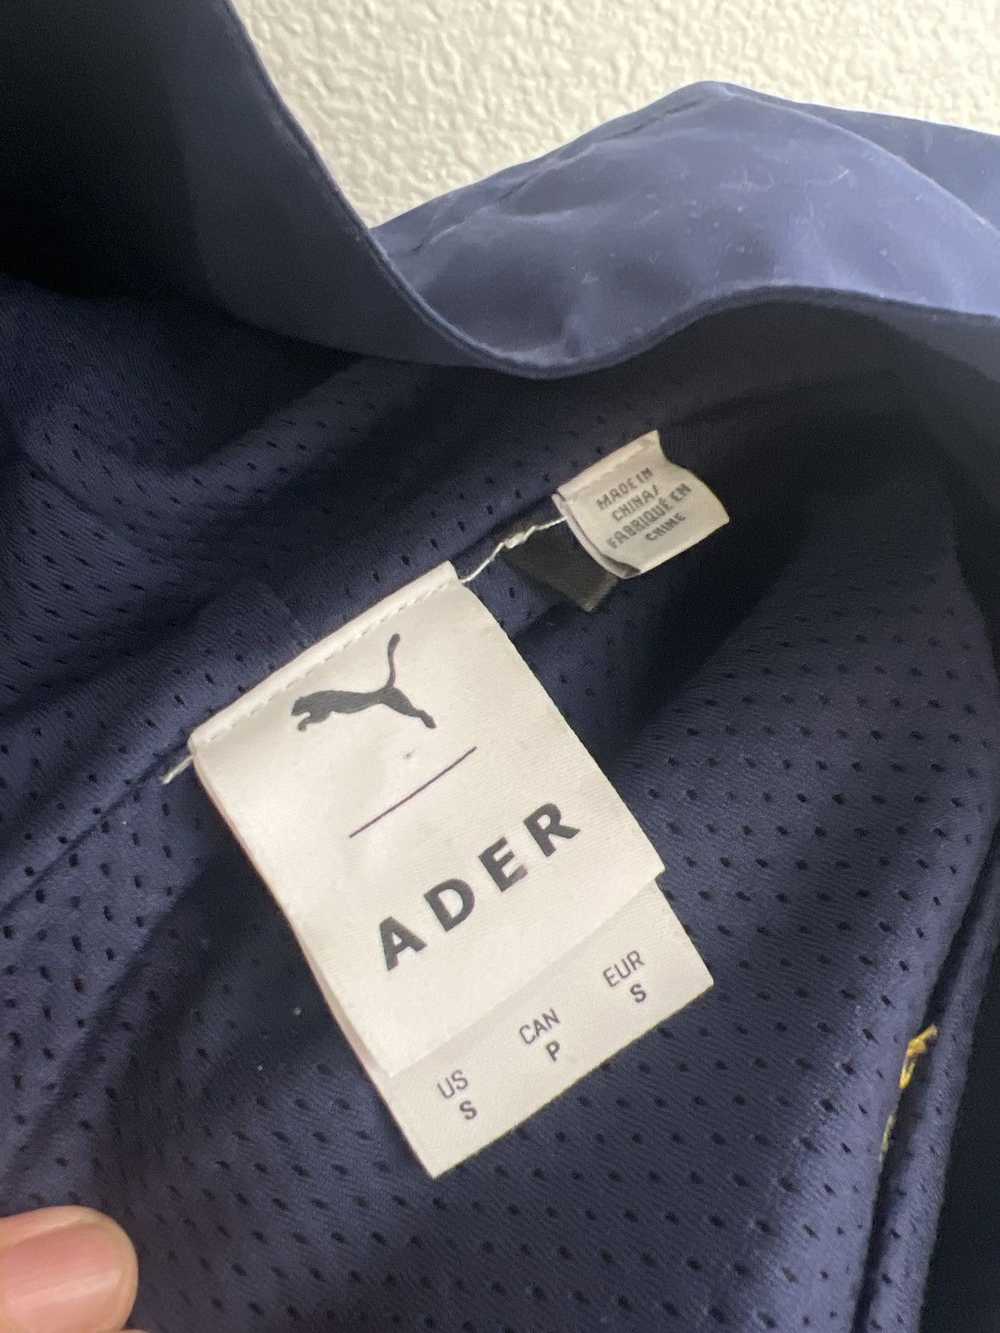 MADE IN
CHINA/
FABRIQUÉ EN
CHINE
ADER
US CAN EUR
S P S